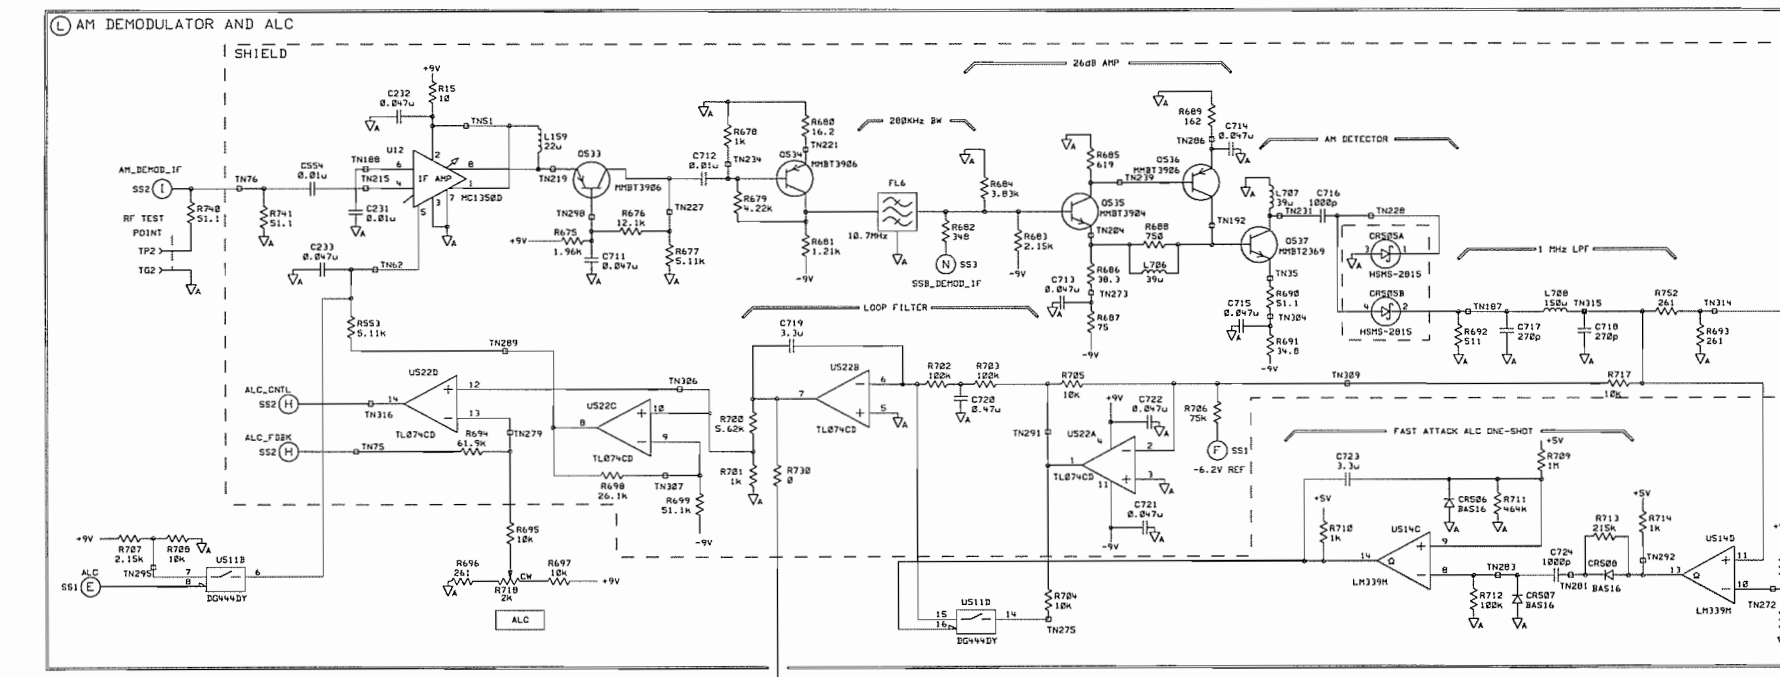 L AM DEMODULATOR AND ALC
SHIELD
26dB AMP
280KHz BW
AM DETECTOR
1 MHz LPF
LOOP FILTER
FAST ATTACK ALC ONE-SHOT
AM_DEMOD_IF
SS2 I
R740
51.1
RF TEST
POINT
TP2
TG2
A
TN76
R741
51.1
A
C554
0.01u
TN188
TN215
C231
0.01u
A
C232
0.047u
A
+9V
R15
10
TN51
U12
IF AMP
MC1350D
6
4
2
8
1
5
3
7
A
L159
22u
TN219
C233
0.047u
A
TN62
Q533
MMBT3906
TN298
R676
12.1K
TN227
+9V
R675
1.96K
C711
0.047u
A
R677
5.11K
A
C712
0.01u
A
R678
1K
TN234
R680
16.2
TN221
Q534
MMBT3906
R679
4.22K
R681
1.21K
-9V
FL6
10.7MHz
A
R682
348
N SS3
SSB_DEMOD_IF
A
R684
3.83K
R683
2.15K
-9V
A
R685
619
TN239
Q535
MMBT3904
TN204
R686
38.3
TN273
C713
0.047u
A
R687
75
-9V
R688
750
L706
39u
A
R689
162
TN286
C714
0.047u
A
Q536
MMBT3906
TN192
Q537
MMBT2369
A
L707
39u
TN231
C716
1000p
TN228
TN35
R690
51.1
TN304
C715
0.047u
A
R691
34.8
-9V
CR505A
3
1
HSMS-2815
A
CR505B
4
2
HSMS-2815
TN187
R692
511
A
C717
270p
A
L708
150u
TN315
C718
270p
A
R752
261
TN314
R693
261
A
R553
5.11K
TN289
ALC_CNTL
SS2 H
TN316
U522D
14
12
13
TL074CD
ALC_FDBK
SS2 H
TN75
R694
61.9K
TN279
U522C
8
10
9
TL074CD
TN306
R698
26.1K
TN307
R699
51.1K
-9V
R700
5.62K
R701
1K
A
R730
0
C719
3.3u
U522B
7
6
5
TL074CD
A
R702
100K
R703
100K
C720
0.47u
A
R705
10K
TN291
U522A
1
4
2
3
11
TL074CD
+9V
C722
0.047u
A
A
C721
0.047u
A
-9V
R706
75K
F SS1
-6.2V REF
TN309
R717
10K
+9V
R707
2.15K
R708
10K
A
TN295
ALC
SS1 E
U511B
7
8
6
DG444DY
R695
10K
R696
261
A
CW
R718
2K
R697
10K
+9V
ALC
U511D
15
16
14
DG444DY
R704
10K
TN275
+5V
R710
1K
C723
3.3u
+5V
R709
1M
CR506
BAS16
A
R711
464K
A
U514C
14
9
8
LM339M
TN283
R712
100K
A
CR507
BAS16
A
C724
1000p
TN281
R713
215K
CR508
BAS16
+5V
R714
1K
TN292
U514D
13
11
10
LM339M
TN272